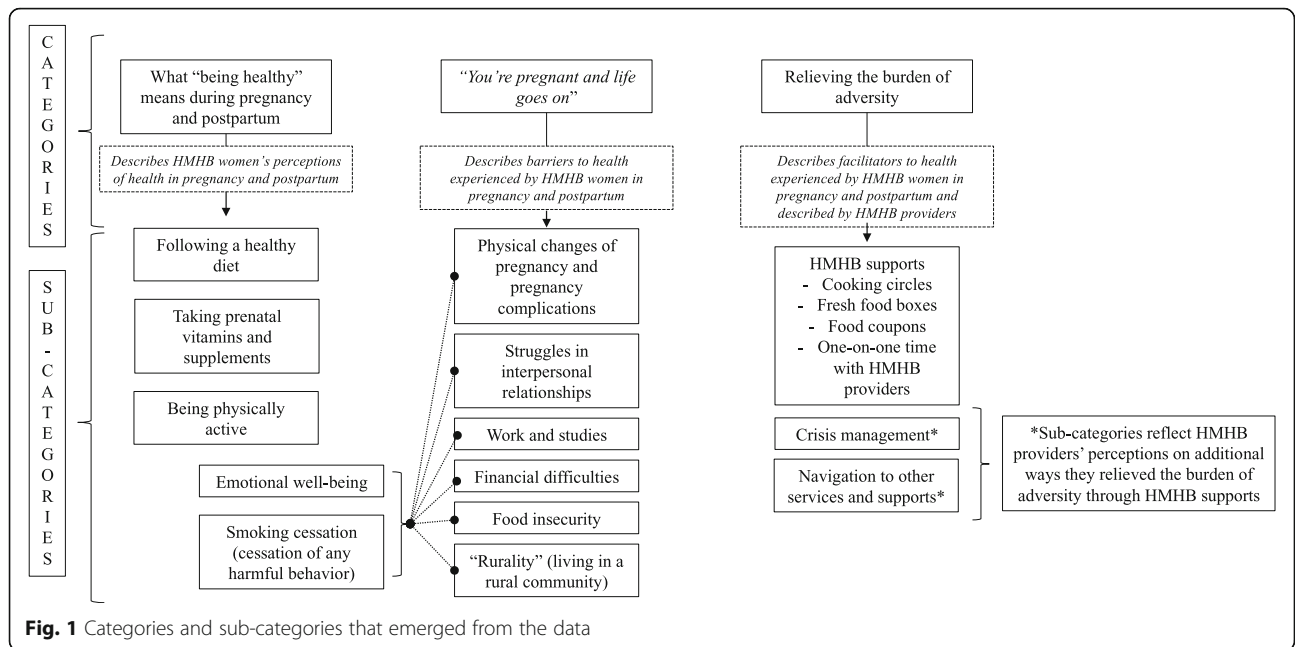 CATEGORIES
What “being healthy”
means during pregnancy
and postpartum
Describes HMHB women’s perceptions
of health in pregnancy and postpartum
“You’re pregnant and life
goes on”
Describes barriers to health
experienced by HMHB women in
pregnancy and postpartum
Relieving the burden of
adversity
Describes facilitators to health
experienced by HMHB women in
pregnancy and postpartum and
described by HMHB providers
SUB-CATEGORIES
Following a healthy
diet
Taking prenatal
vitamins and
supplements
Being physically
active
Emotional well-being
Smoking cessation
(cessation of any
harmful behavior)
Physical changes of
pregnancy and
pregnancy
complications
Struggles in
interpersonal
relationships
Work and studies
Financial difficulties
Food insecurity
“Rurality” (living in a
rural community)
HMHB supports
- Cooking circles
- Fresh food boxes
- Food coupons
- One-on-one time
with HMHB
providers
Crisis management*
Navigation to other
services and supports*
*Sub-categories reflect HMHB
providers’ perceptions on additional
ways they relieved the burden of
adversity through HMHB supports
Fig. 1 Categories and sub-categories that emerged from the data